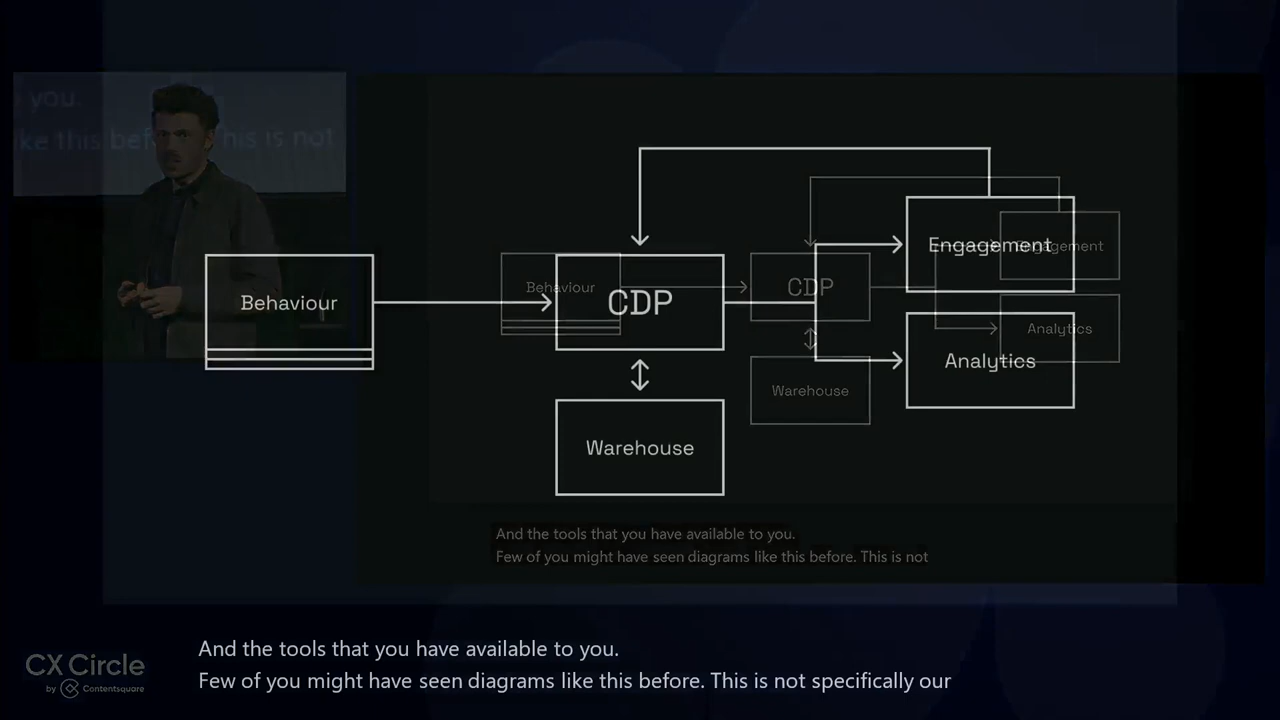 you.
ke this before. This is not
Engagement
Engagement
Behaviour
Behaviour
CDP
CDP
Analytics
Analytics
Warehouse
Warehouse
And the tools that you have available to you.
Few of you might have seen diagrams like this before. This is not
And the tools that you have available to you.
Few of you might have seen diagrams like this before. This is not specifically our
CX Circle
by Contentsquare